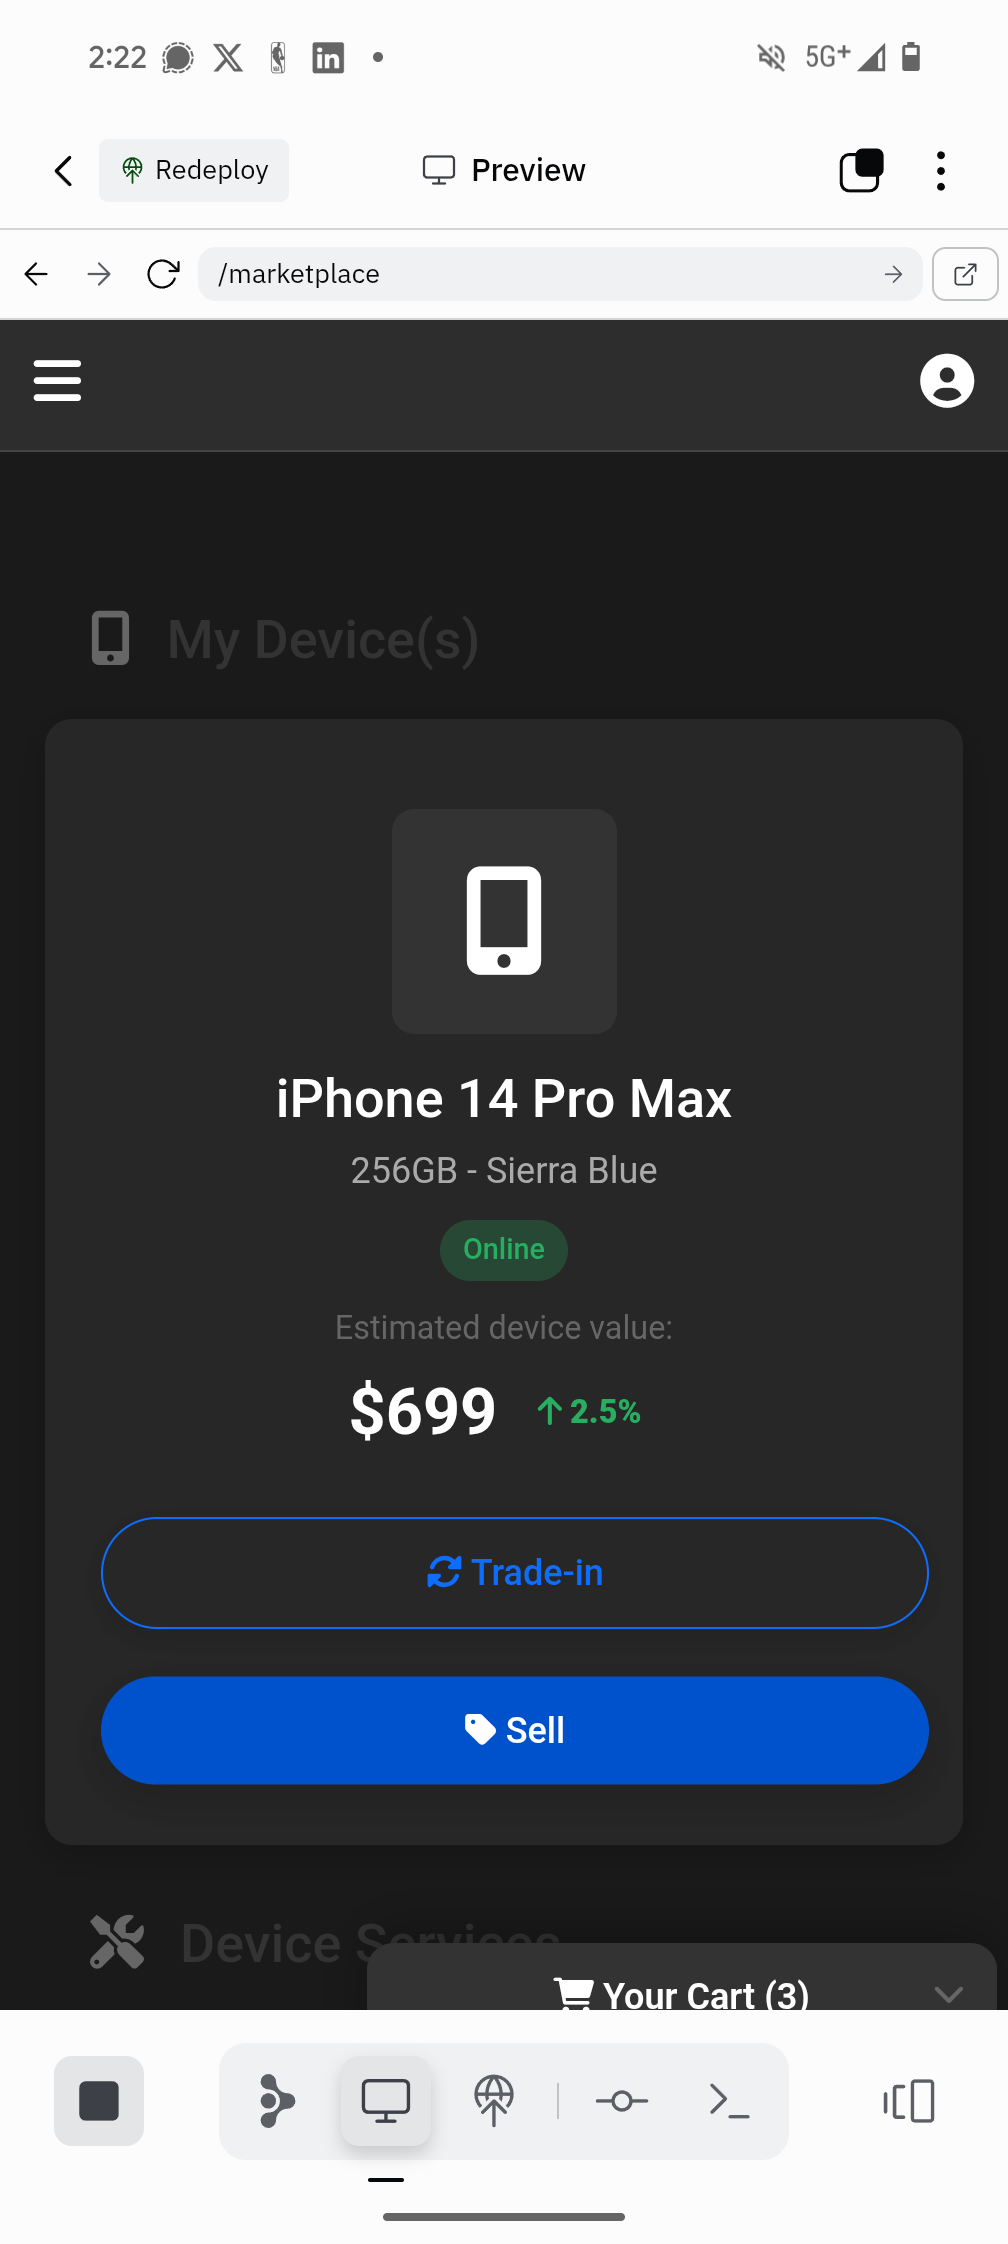 2:22
5G+
Redeploy
Preview
/marketplace
My Device(s)
iPhone 14 Pro Max
256GB - Sierra Blue
Online
Estimated device value:
$699
2.5%
Trade-in
Sell
Device Services
Your Cart (3)